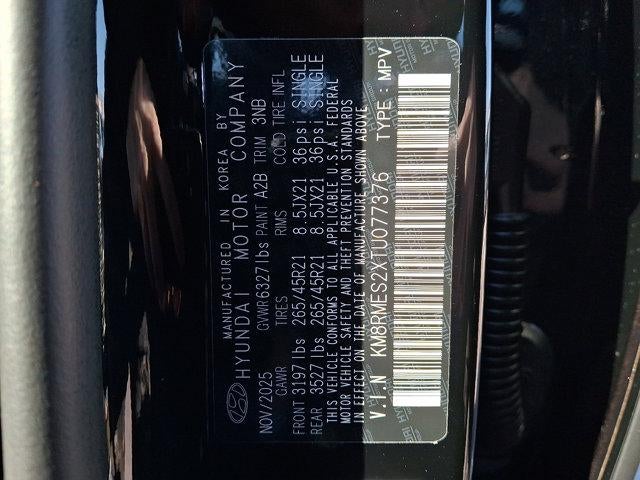 MANUFACTURED IN KOREA BY
HYUNDAI MOTOR COMPANY
NOV/2025 GVWR6327lbs PAINT A2B TRIM 3NB
GAWR TIRES RIMS COLD TIRE INFL
FRONT 3197lbs 265/45R21 8.5JX21 36psi SINGLE
REAR 3527lbs 265/45R21 8.5JX21 36psi SINGLE
THIS VEHICLE CONFORMS TO ALL APPLICABLE U.S.A. FEDERAL
MOTOR VEHICLE SAFETY AND THEFT PREVENTION STANDARDS
IN EFFECT ON THE DATE OF MANUFACTURE SHOWN ABOVE
V.I.N KM8RMES2XTU077376 TYPE : MPV